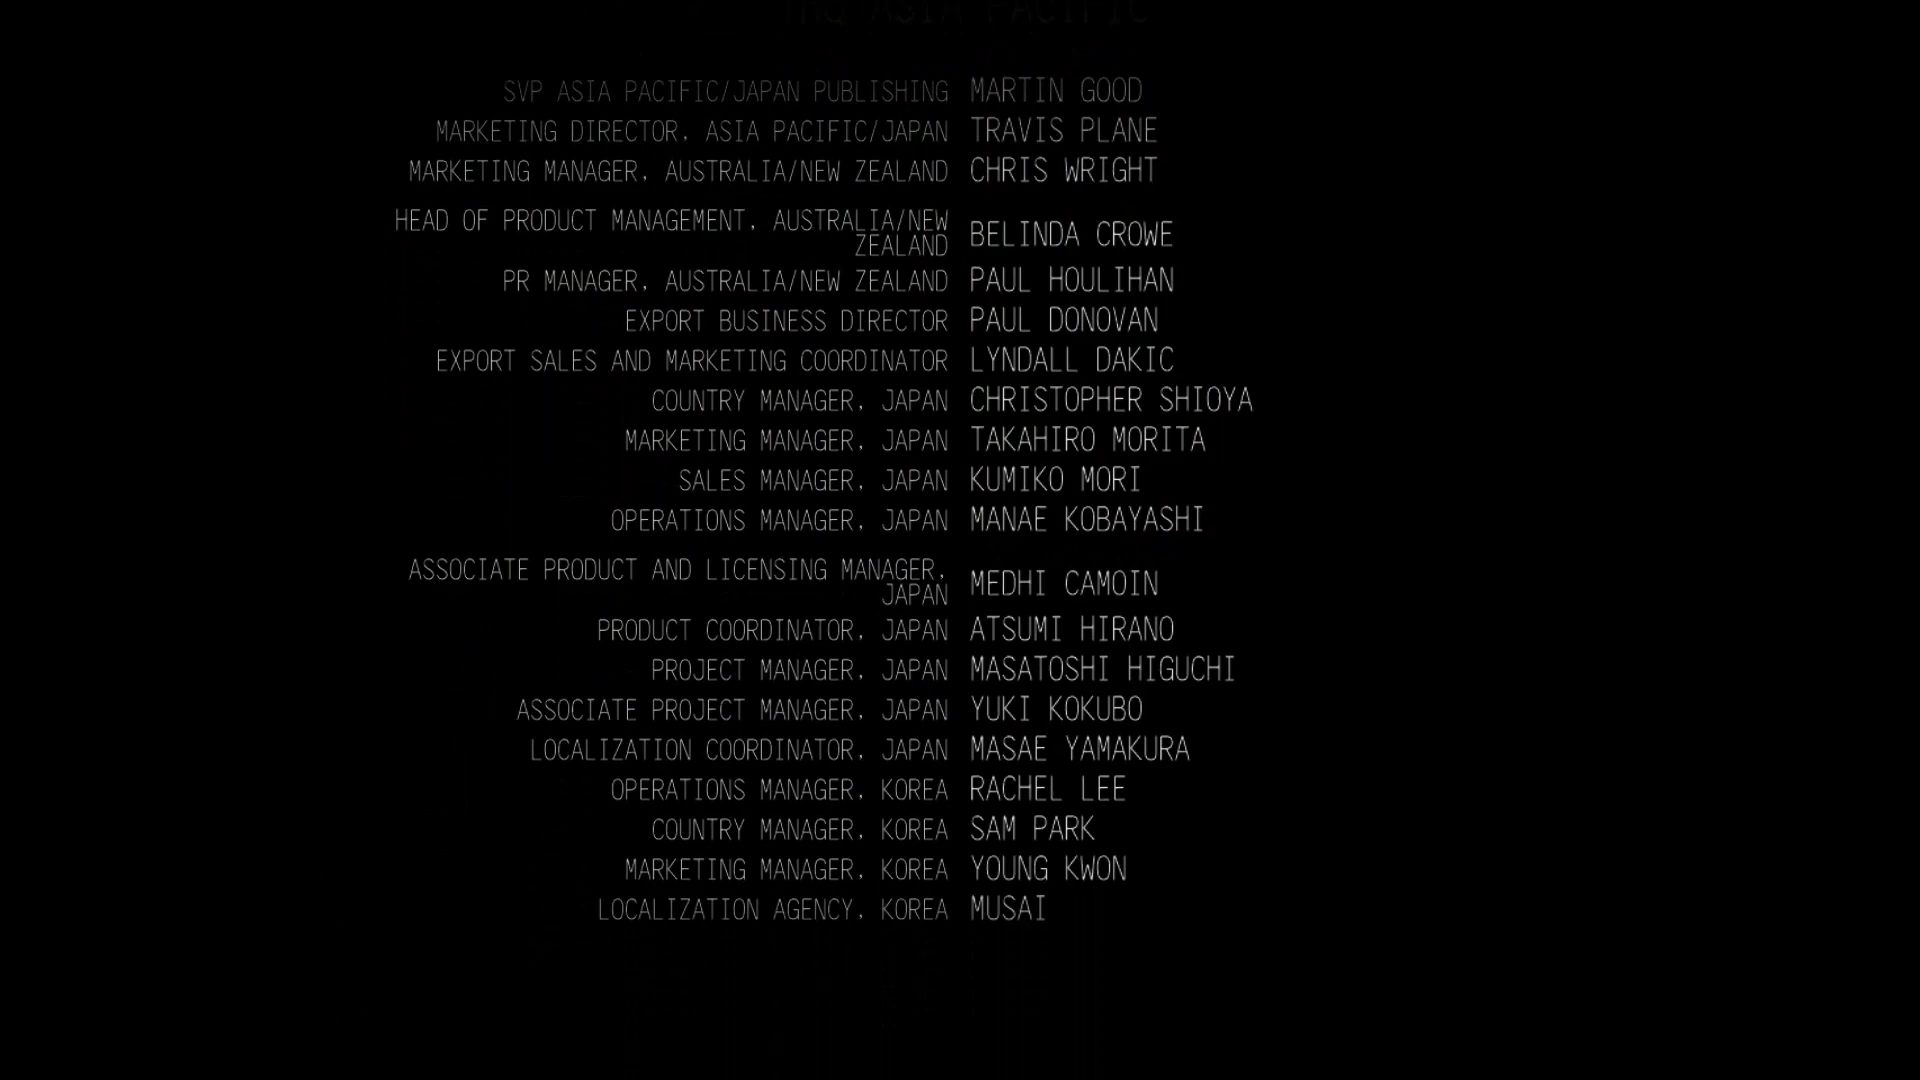 THQ ASIA PACIFIC
SVP ASIA PACIFIC/JAPAN PUBLISHING MARTIN GOOD
MARKETING DIRECTOR, ASIA PACIFIC/JAPAN TRAVIS PLANE
MARKETING MANAGER, AUSTRALIA/NEW ZEALAND CHRIS WRIGHT
HEAD OF PRODUCT MANAGEMENT, AUSTRALIA/NEW
ZEALAND BELINDA CROWE
PR MANAGER, AUSTRALIA/NEW ZEALAND PAUL HOULIHAN
EXPORT BUSINESS DIRECTOR PAUL DONOVAN
EXPORT SALES AND MARKETING COORDINATOR LYNDALL DAKIC
COUNTRY MANAGER, JAPAN CHRISTOPHER SHIOYA
MARKETING MANAGER, JAPAN TAKAHIRO MORITA
SALES MANAGER, JAPAN KUMIKO MORI
OPERATIONS MANAGER, JAPAN MANAE KOBAYASHI
ASSOCIATE PRODUCT AND LICENSING MANAGER,
JAPAN MEDHI CAMOIN
PRODUCT COORDINATOR, JAPAN ATSUMI HIRANO
PROJECT MANAGER, JAPAN MASATOSHI HIGUCHI
ASSOCIATE PROJECT MANAGER, JAPAN YUKI KOKUBO
LOCALIZATION COORDINATOR, JAPAN MASAE YAMAKURA
OPERATIONS MANAGER, KOREA RACHEL LEE
COUNTRY MANAGER, KOREA SAM PARK
MARKETING MANAGER, KOREA YOUNG KWON
LOCALIZATION AGENCY, KOREA MUSAI